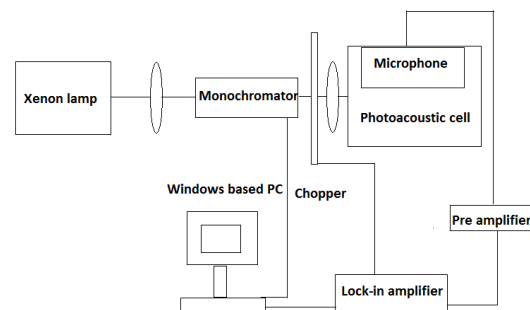 Microphone
Xenon lamp
Monochromator
Photoacoustic cell
Windows based PC
Chopper
Pre amplifier
Lock-in amplifier